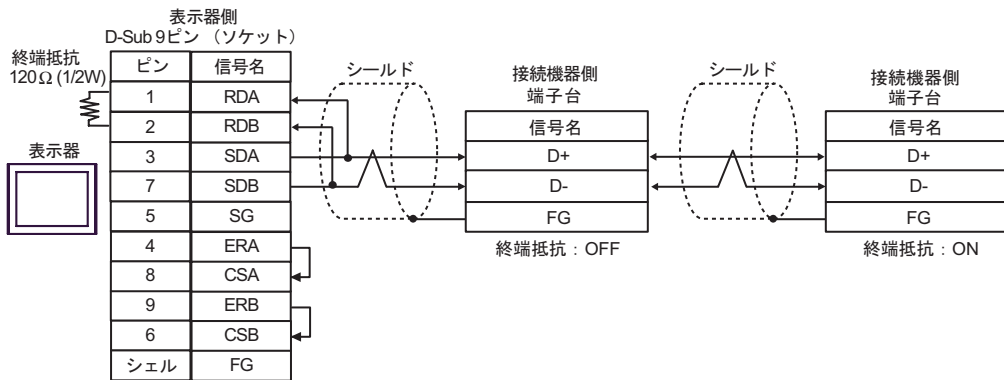 表示器側
D-Sub 9ピン （ソケット）
終端抵抗
120Ω (1/2W)
表示器
ピン 信号名
1 RDA
2 RDB
3 SDA
7 SDB
5 SG
4 ERA
8 CSA
9 ERB
6 CSB
シェル FG
シールド
接続機器側
端子台
信号名
D+
D-
FG
終端抵抗：OFF
シールド
接続機器側
端子台
信号名
D+
D-
FG
終端抵抗：ON